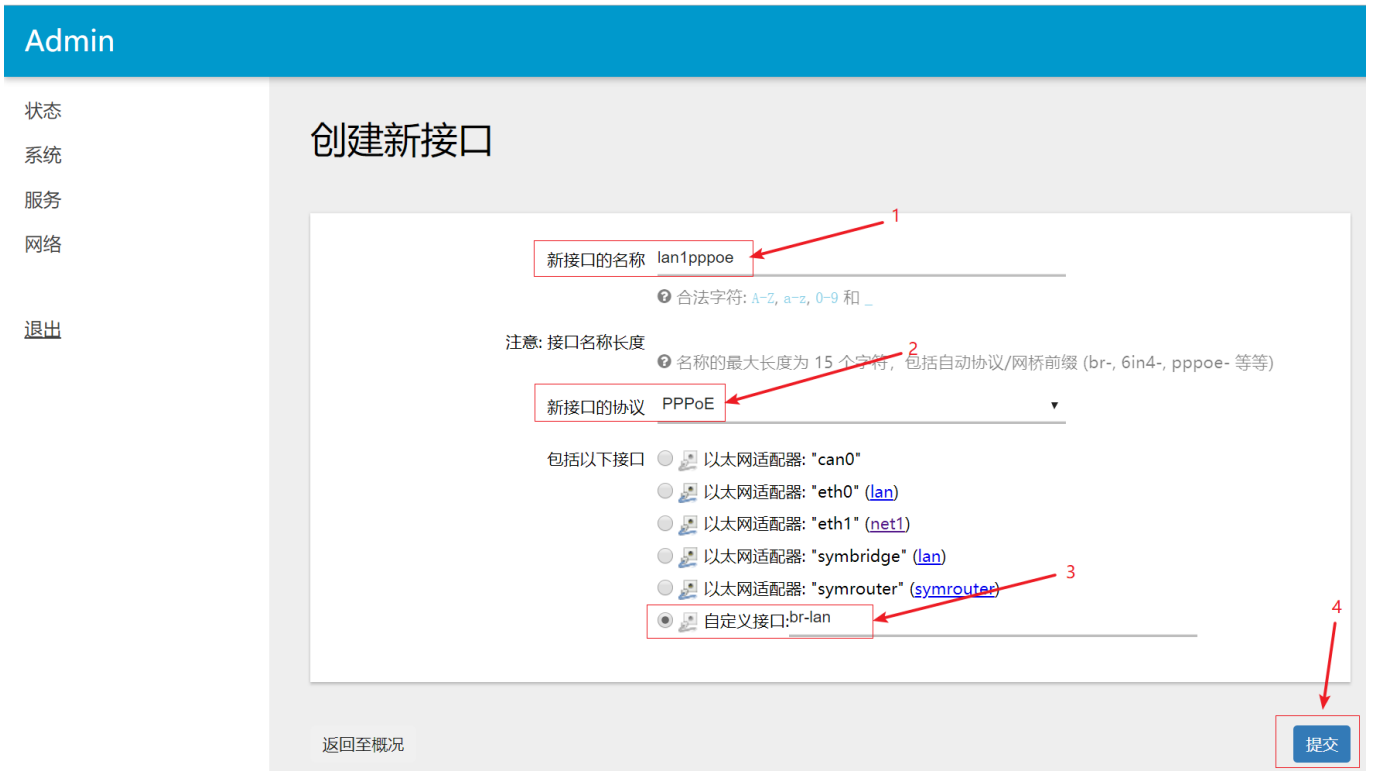 Admin
状态
系统
服务
网络
退出
创建新接口
1
新接口的名称 lan1pppoe
合法字符: A-Z, a-z, 0-9 和 _
注意: 接口名称长度
2
名称的最大长度为 15 个字符，包括自动协议/网桥前缀 (br-, 6in4-, pppoe- 等等)
新接口的协议 PPPoE
包括以下接口 以太网适配器: "can0"
以太网适配器: "eth0" (lan)
以太网适配器: "eth1" (net1)
以太网适配器: "symbridge" (lan)
3
以太网适配器: "symrouter" (symrouter)
自定义接口:br-lan
4
返回至概况
提交